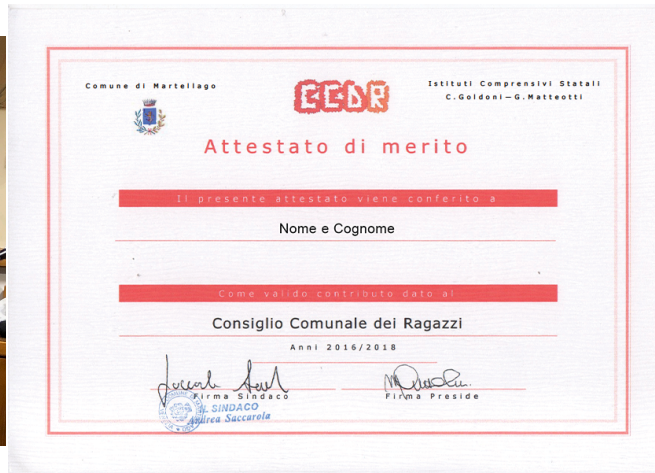 Comune di Martellago
CCDR
Istituti Comprensivi Statali
C.Goldoni—G.Matteotti
Attestato di merito
Il presente attestato viene conferito a
Nome e Cognome
Come valido contributo dato al
Consiglio Comunale dei Ragazzi
Anni 2016/2018
Firma Sindaco
Firma Preside
IL SINDACO
Andrea Saccarola